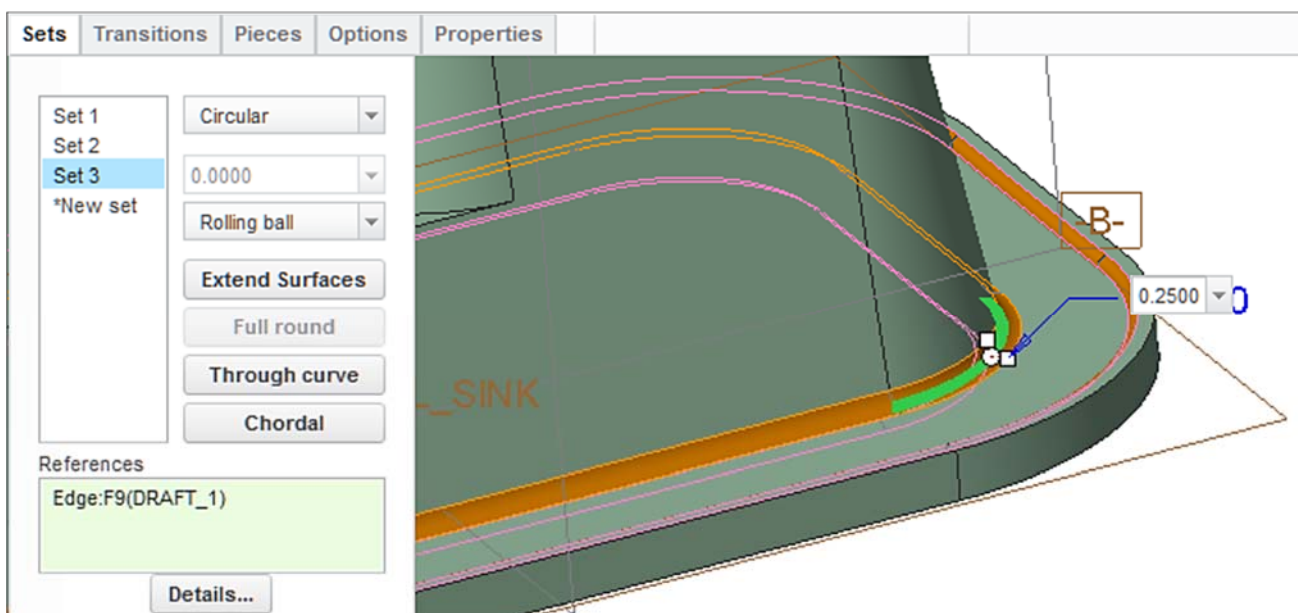 Sets Transitions Pieces Options Properties
Set 1
Set 2
Set 3
*New set
Circular
0.0000
Rolling ball
Extend Surfaces
Full round
Through curve
Chordal
References
Edge:F9(DRAFT_1)
Details...
-B-
0.2500
_SINK